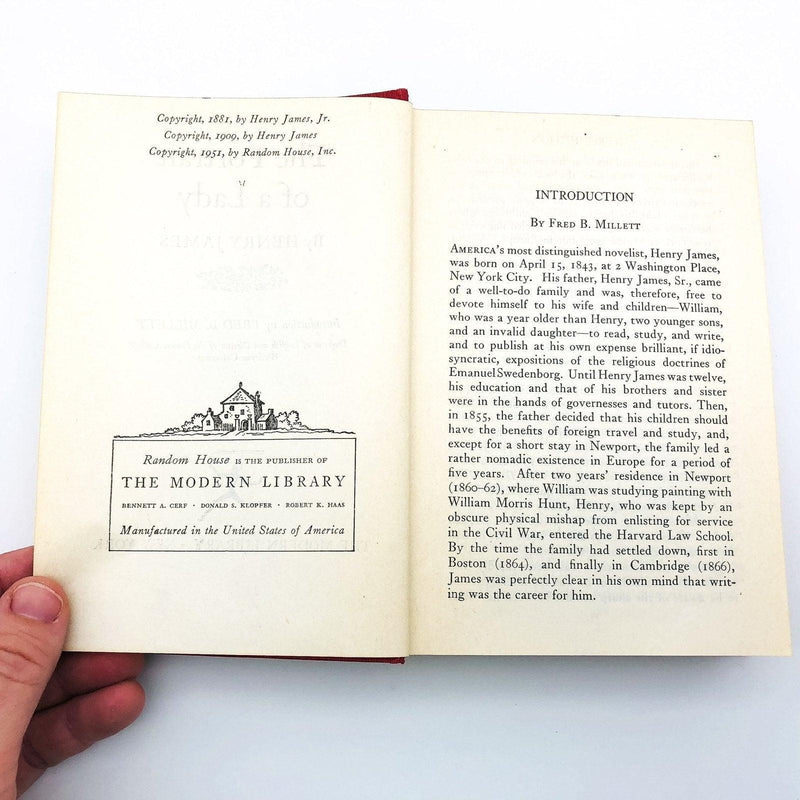 Copyright, 1881, by Henry James, Jr.
Copyright, 1909, by Henry James
Copyright, 1951, by Random House, Inc.
of a Lady
By HENRY JAMES
Random House IS THE PUBLISHER OF
THE MODERN LIBRARY
BENNETT A. CERF · DONALD S. KLOPFER · ROBERT K. HAAS
Manufactured in the United States of America
INTRODUCTION
By Fred B. Millett
America's most distinguished novelist, Henry James,
was born on April 15, 1843, at 2 Washington Place,
New York City. His father, Henry James, Sr., came
of a well-to-do family and was, therefore, free to
devote himself to his wife and children—William,
who was a year older than Henry, two younger sons,
and an invalid daughter—to read, study, and write,
and to publish at his own expense brilliant, if idio-
syncratic, expositions of the religious doctrines of
Emanuel Swedenborg. Until Henry James was twelve,
his education and that of his brothers and sister
were in the hands of governesses and tutors. Then,
in 1855, the father decided that his children should
have the benefits of foreign travel and study, and,
except for a short stay in Newport, the family led a
rather nomadic existence in Europe for a period of
five years. After two years' residence in Newport
(1860–62), where William was studying painting with
William Morris Hunt, Henry, who was kept by an
obscure physical mishap from enlisting for service
in the Civil War, entered the Harvard Law School.
By the time the family had settled down, first in
Boston (1864), and finally in Cambridge (1866),
James was perfectly clear in his own mind that writ-
ing was the career for him.